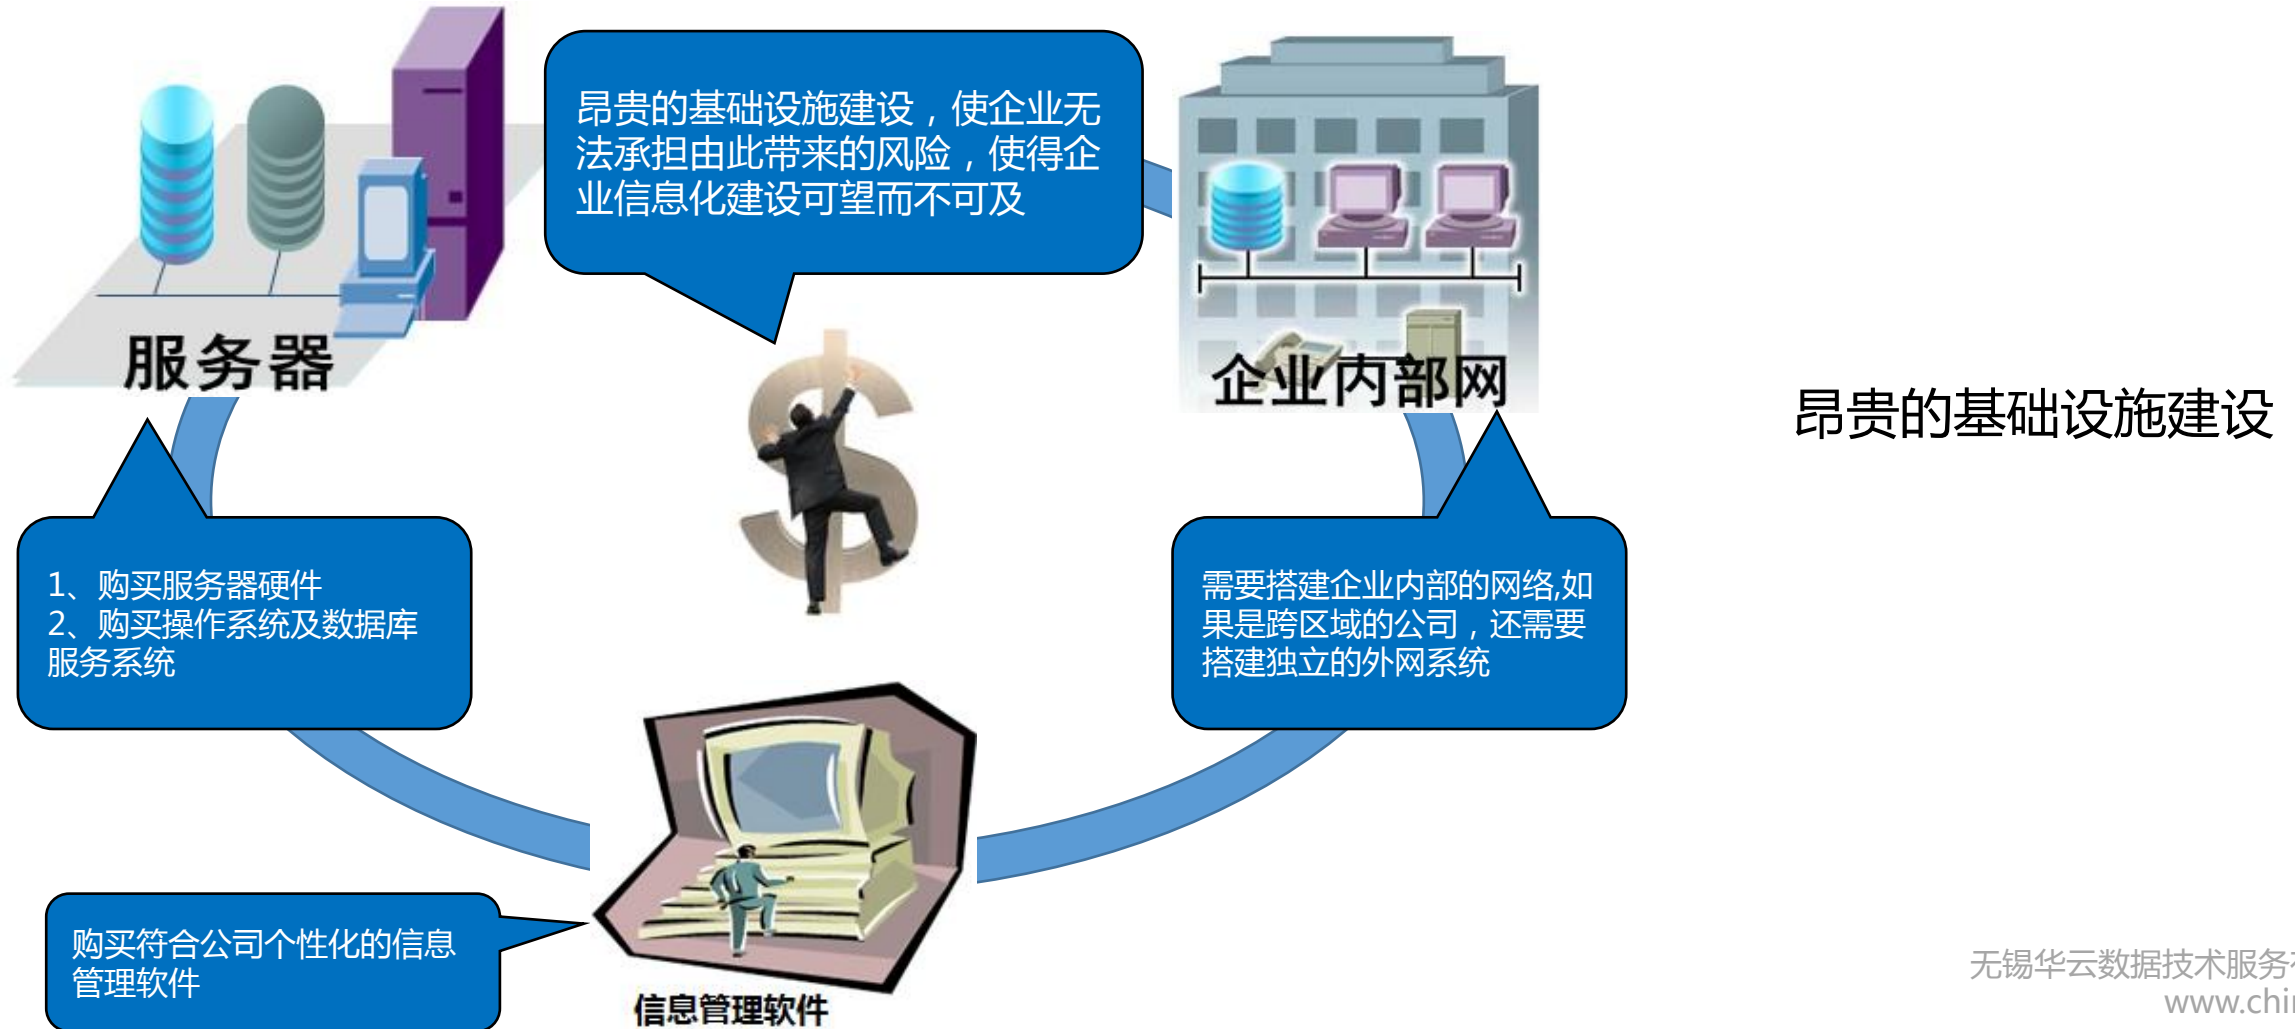 昂贵的基础设施建设，使企业无
法承担由此带来的风险，使得企
业信息化建设可望而不可及
服务器
企业内部网
昂贵的基础设施建设
1、购买服务器硬件
2、购买操作系统及数据库
服务系统
需要搭建企业内部的网络,如
果是跨区域的公司，还需要
搭建独立的外网系统
购买符合公司个性化的信息
管理软件
信息管理软件
无锡华云数据技术服务
www.chi